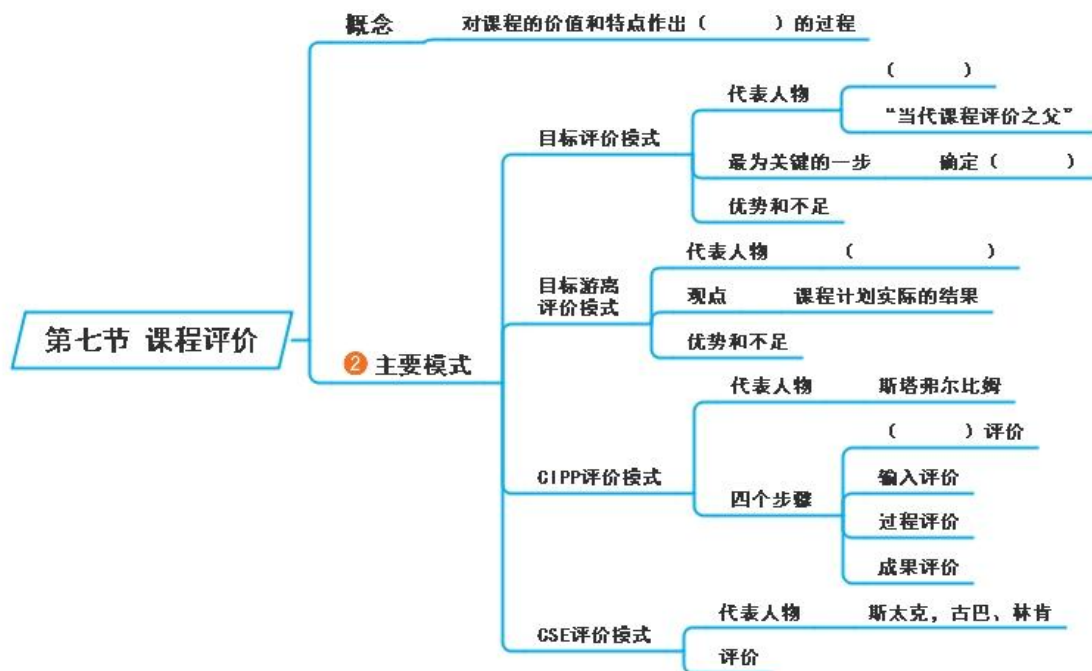 第七节 课程评价
概念
对课程的价值和特点作出（ ）的过程
2 主要模式
目标评价模式
代表人物
（ ）
“当代课程评价之父”
最为关键的一步
确定（ ）
优势和不足
目标游离
评价模式
代表人物
（ ）
观点
课程计划实际的结果
优势和不足
CIPP评价模式
代表人物
斯塔弗尔比姆
四个步骤
（ ）评价
输入评价
过程评价
成果评价
CSE评价模式
代表人物
斯太克，古巴、林肯
评价